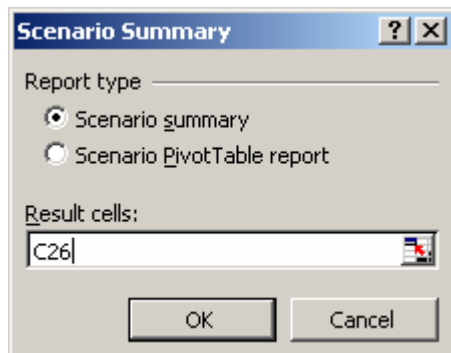 Scenario Summary ? X
Report type
Scenario summary
Scenario PivotTable report
Result cells:
C26
OK Cancel